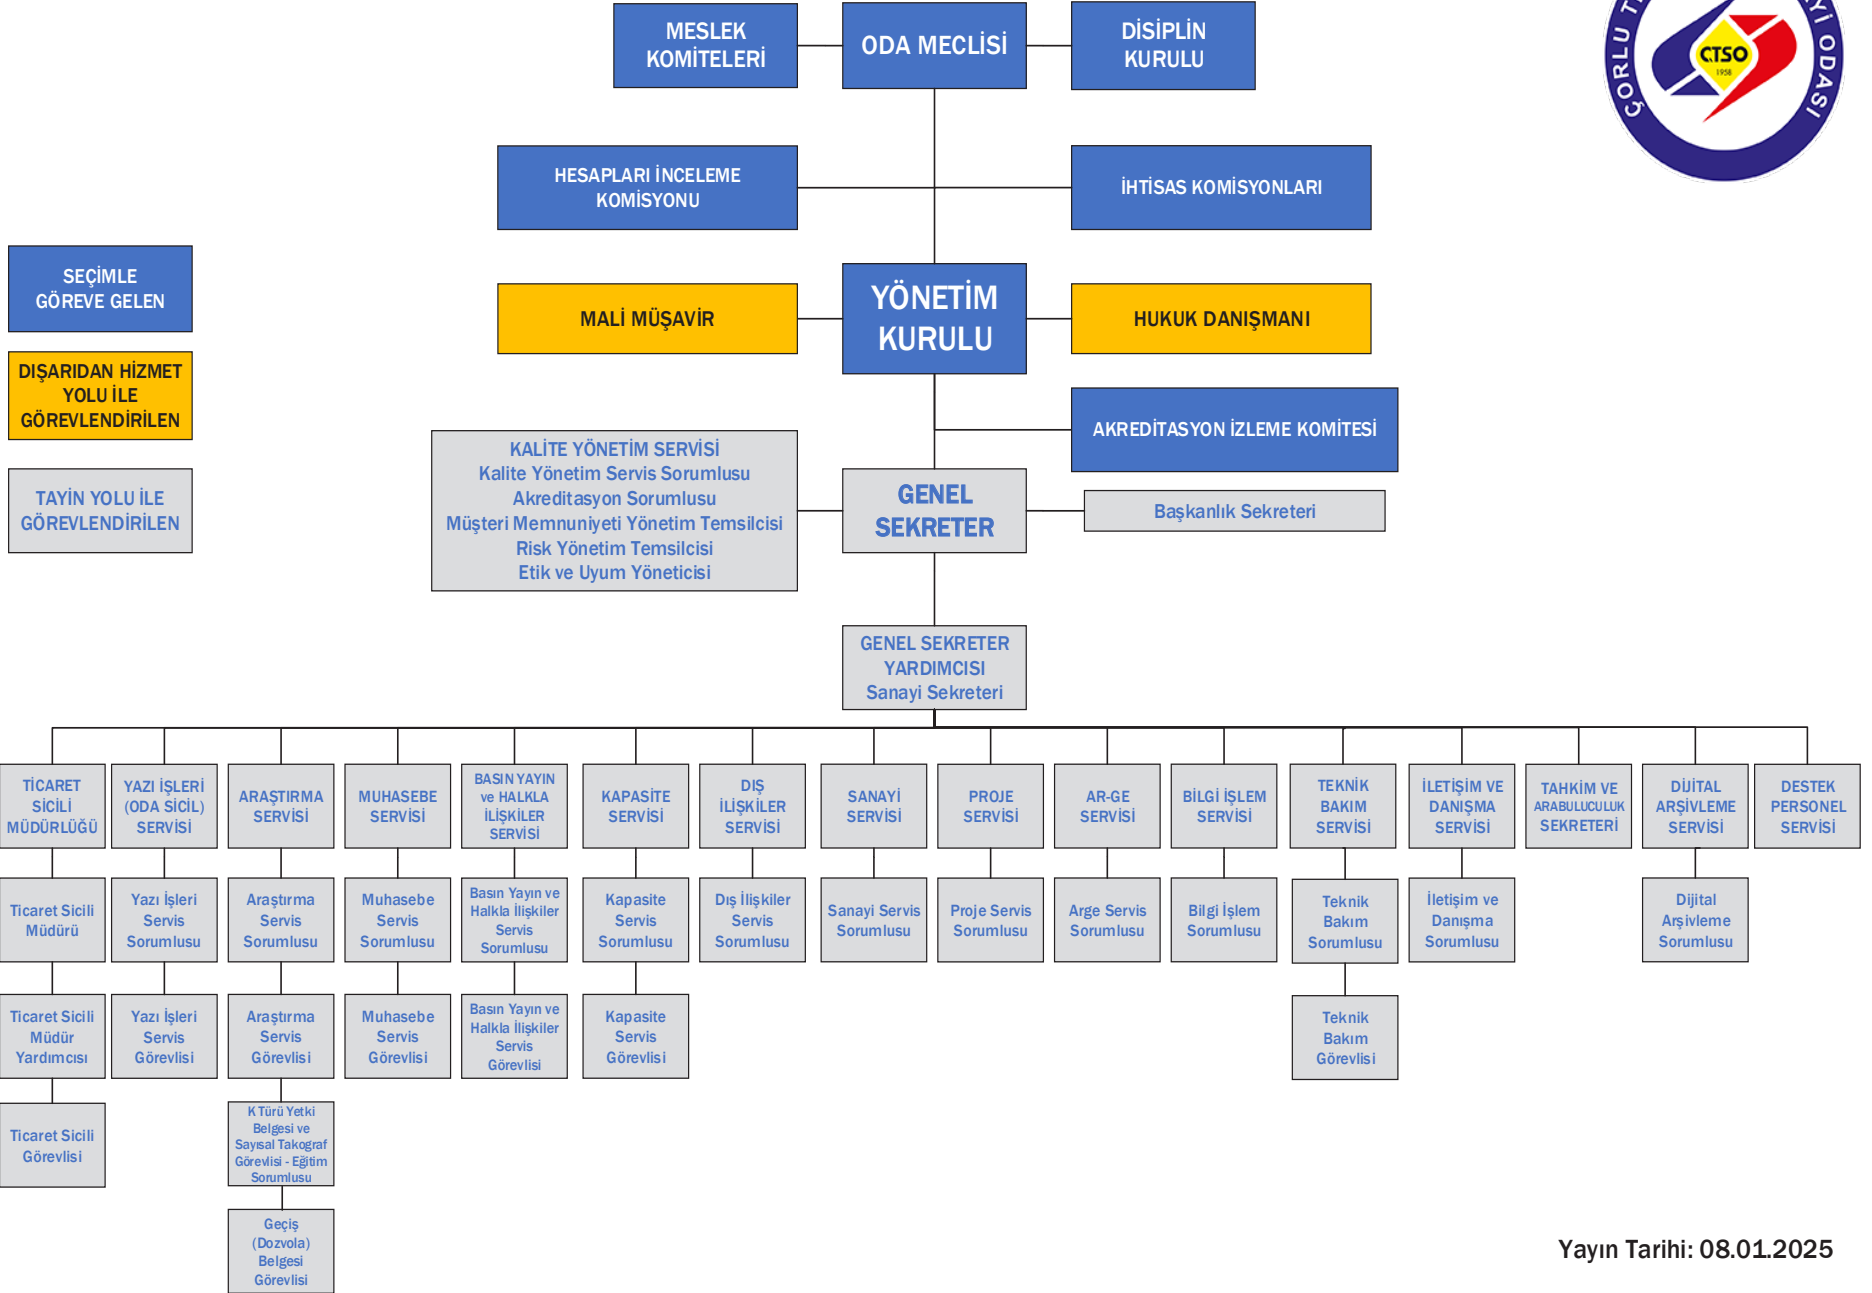 MESLEK
KOMİTELERİ
ODA MECLİSİ
DİSİPLİN
KURULU
ÇORLU
Yİ ODASI
CTSO
1958
HESAPLARI İNCELEME
KOMİSYONU
İHTİSAS KOMİSYONLARI
SEÇİMLE
GÖREVE GELEN
MALİ MÜŞAVİR
YÖNETİM
KURULU
HUKUK DANIŞMANI
DIŞARIDAN HİZMET
YOLU İLE
GÖREVLENDİRİLEN
AKREDİTASYON İZLEME KOMİTESİ
TAYİN YOLU İLE
GÖREVLENDİRİLEN
KALİTE YÖNETİM SERVİSİ
Kalite Yönetim Servis Sorumlusu
Akreditasyon Sorumlusu
Müşteri Memnuniyeti Yönetim Temsilcisi
Risk Yönetim Temsilcisi
Etik ve Uyum Yöneticisi
GENEL
SEKRETER
Başkanlık Sekreteri
GENEL SEKRETER
YARDIMCISI
Sanayi Sekreteri
TİCARET
SİCİLİ
MÜDÜRLÜĞÜ
YAZI İŞLERİ
(ODA SİCİL)
SERVİSİ
ARAŞTIRMA
SERVİSİ
MUHASEBE
SERVİSİ
BASIN YAYIN
ve HALKLA
İLİŞKİLER
SERVİSİ
KAPASİTE
SERVİSİ
DIŞ
İLİŞKİLER
SERVİSİ
SANAYİ
SERVİSİ
PROJE
SERVİSİ
AR-GE
SERVİSİ
BİLGİ İŞLEM
SERVİSİ
TEKNİK
BAKIM
SERVİSİ
İLETİŞİM VE
DANIŞMA
SERVİSİ
TAHKİM VE
ARABULUCULUK
SEKRETERİ
DİJİTAL
ARŞİVLEME
SERVİSİ
DESTEK
PERSONEL
SERVİSİ
Ticaret Sicili
Müdürü
Yazı İşleri
Servis
Sorumlusu
Araştırma
Servis
Sorumlusu
Muhasebe
Servis
Sorumlusu
Basın Yayın ve
Halkla İlişkiler
Servis
Sorumlusu
Kapasite
Servis
Sorumlusu
Dış İlişkiler
Servis
Sorumlusu
Sanayi Servis
Sorumlusu
Proje Servis
Sorumlusu
Arge Servis
Sorumlusu
Bilgi İşlem
Sorumlusu
Teknik
Bakım
Sorumlusu
İletişim ve
Danışma
Sorumlusu
Dijital
Arşivleme
Sorumlusu
Ticaret Sicili
Müdür
Yardımcısı
Yazı İşleri
Servis
Görevlisi
Araştırma
Servis
Görevlisi
Muhasebe
Servis
Görevlisi
Basın Yayın ve
Halkla İlişkiler
Servis
Görevlisi
Kapasite
Servis
Görevlisi
Teknik
Bakım
Görevlisi
Ticaret Sicili
Görevlisi
K Türü Yetki
Belgesi ve
Sayısal Takograf
Görevlisi - Eğitim
Sorumlusu
Geçiş
(Dozvola)
Belgesi
Görevlisi
Yayın Tarihi: 08.01.2025